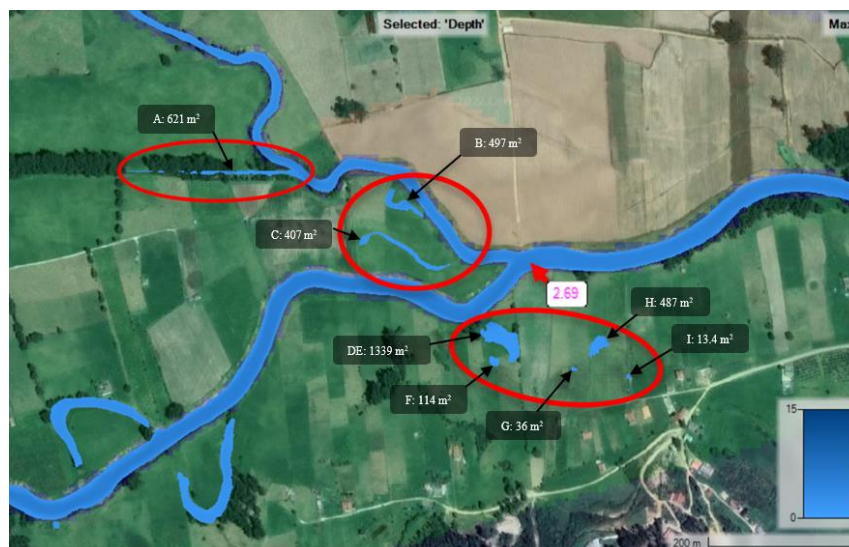 Selected: 'Depth'
Max
A: 621 m²
B: 497 m²
C: 407 m²
2.69
H: 487 m²
DE: 1339 m²
I: 13.4 m²
F: 114 m²
G: 36 m²
15
0
200 m